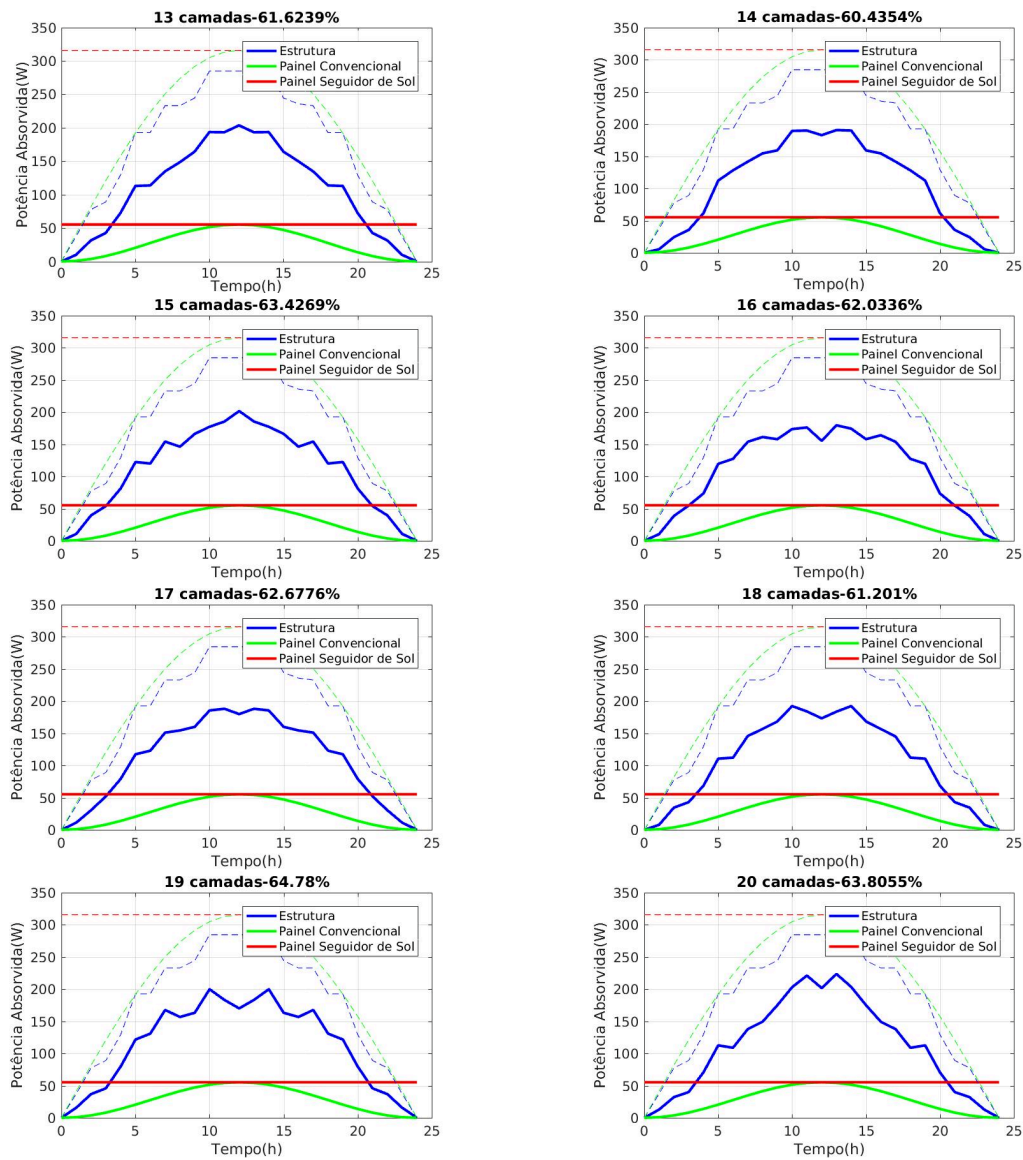 13 camadas-61.6239%
350
300
250
200
150
100
50
0
Potência Absorvida(W)
Estrutura
Painel Convencional
Painel Seguidor de Sol
0 5 10 15 20 25
Tempo(h)
14 camadas-60.4354%
350
300
250
200
150
100
50
0
Potência Absorvida(W)
Estrutura
Painel Convencional
Painel Seguidor de Sol
0 5 10 15 20 25
Tempo(h)
15 camadas-63.4269%
350
300
250
200
150
100
50
0
Potência Absorvida(W)
Estrutura
Painel Convencional
Painel Seguidor de Sol
0 5 10 15 20 25
Tempo(h)
16 camadas-62.0336%
350
300
250
200
150
100
50
0
Potência Absorvida(W)
Estrutura
Painel Convencional
Painel Seguidor de Sol
0 5 10 15 20 25
Tempo(h)
17 camadas-62.6776%
350
300
250
200
150
100
50
0
Potência Absorvida(W)
Estrutura
Painel Convencional
Painel Seguidor de Sol
0 5 10 15 20 25
Tempo(h)
18 camadas-61.201%
350
300
250
200
150
100
50
0
Potência Absorvida(W)
Estrutura
Painel Convencional
Painel Seguidor de Sol
0 5 10 15 20 25
Tempo(h)
19 camadas-64.78%
350
300
250
200
150
100
50
0
Potência Absorvida(W)
Estrutura
Painel Convencional
Painel Seguidor de Sol
0 5 10 15 20 25
Tempo(h)
20 camadas-63.8055%
350
300
250
200
150
100
50
0
Potência Absorvida(W)
Estrutura
Painel Convencional
Painel Seguidor de Sol
0 5 10 15 20 25
Tempo(h)